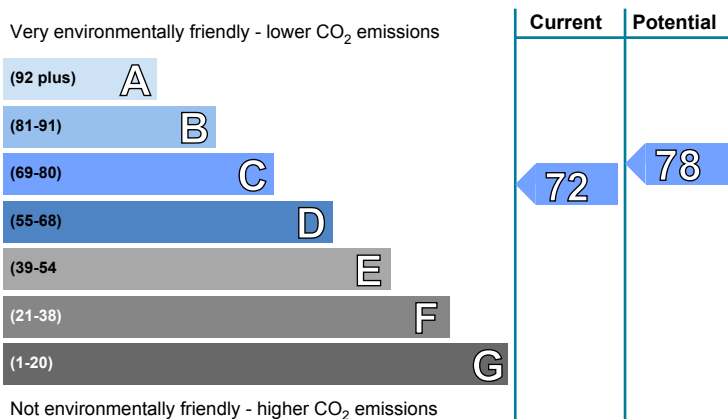 Current Potential
Very environmentally friendly - lower CO2 emissions
(92 plus) A
(81-91) B
(69-80) C
72 78
(55-68) D
(39-54 E
(21-38) F
(1-20) G
Not environmentally friendly - higher CO2 emissions